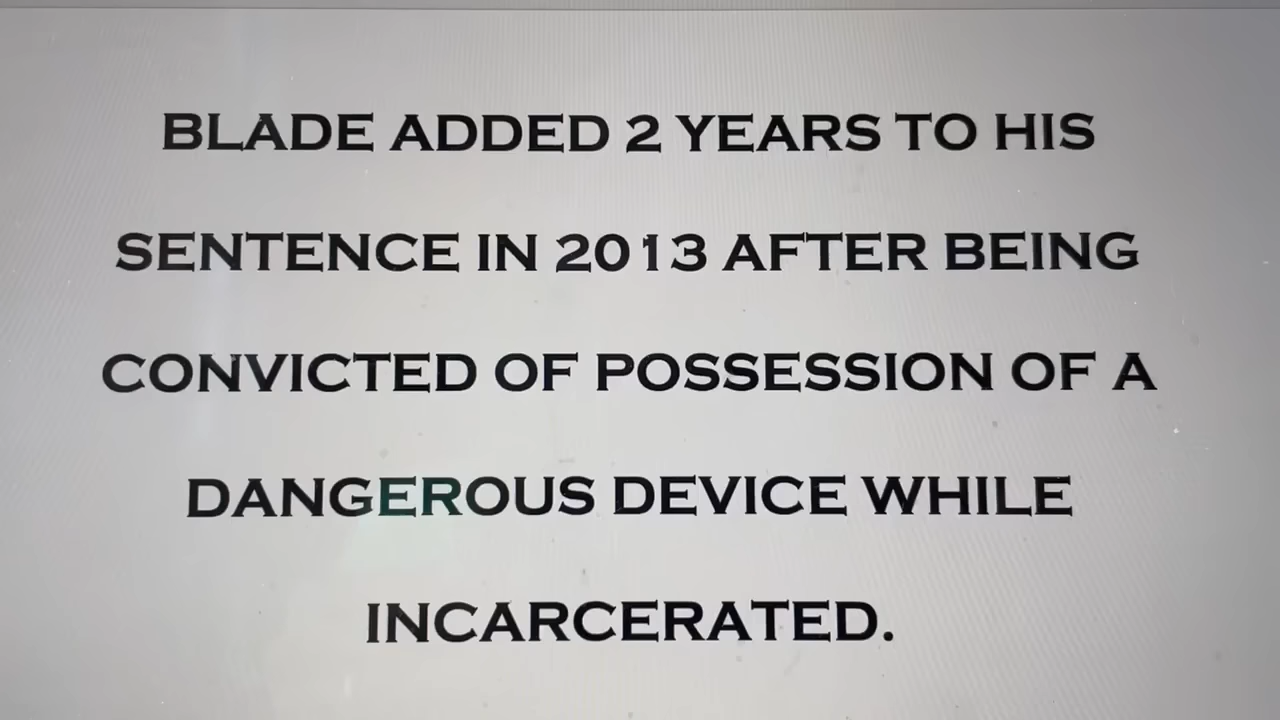 BLADE ADDED 2 YEARS TO HIS
SENTENCE IN 2013 AFTER BEING
CONVICTED OF POSSESSION OF A
DANGEROUS DEVICE WHILE
INCARCERATED.